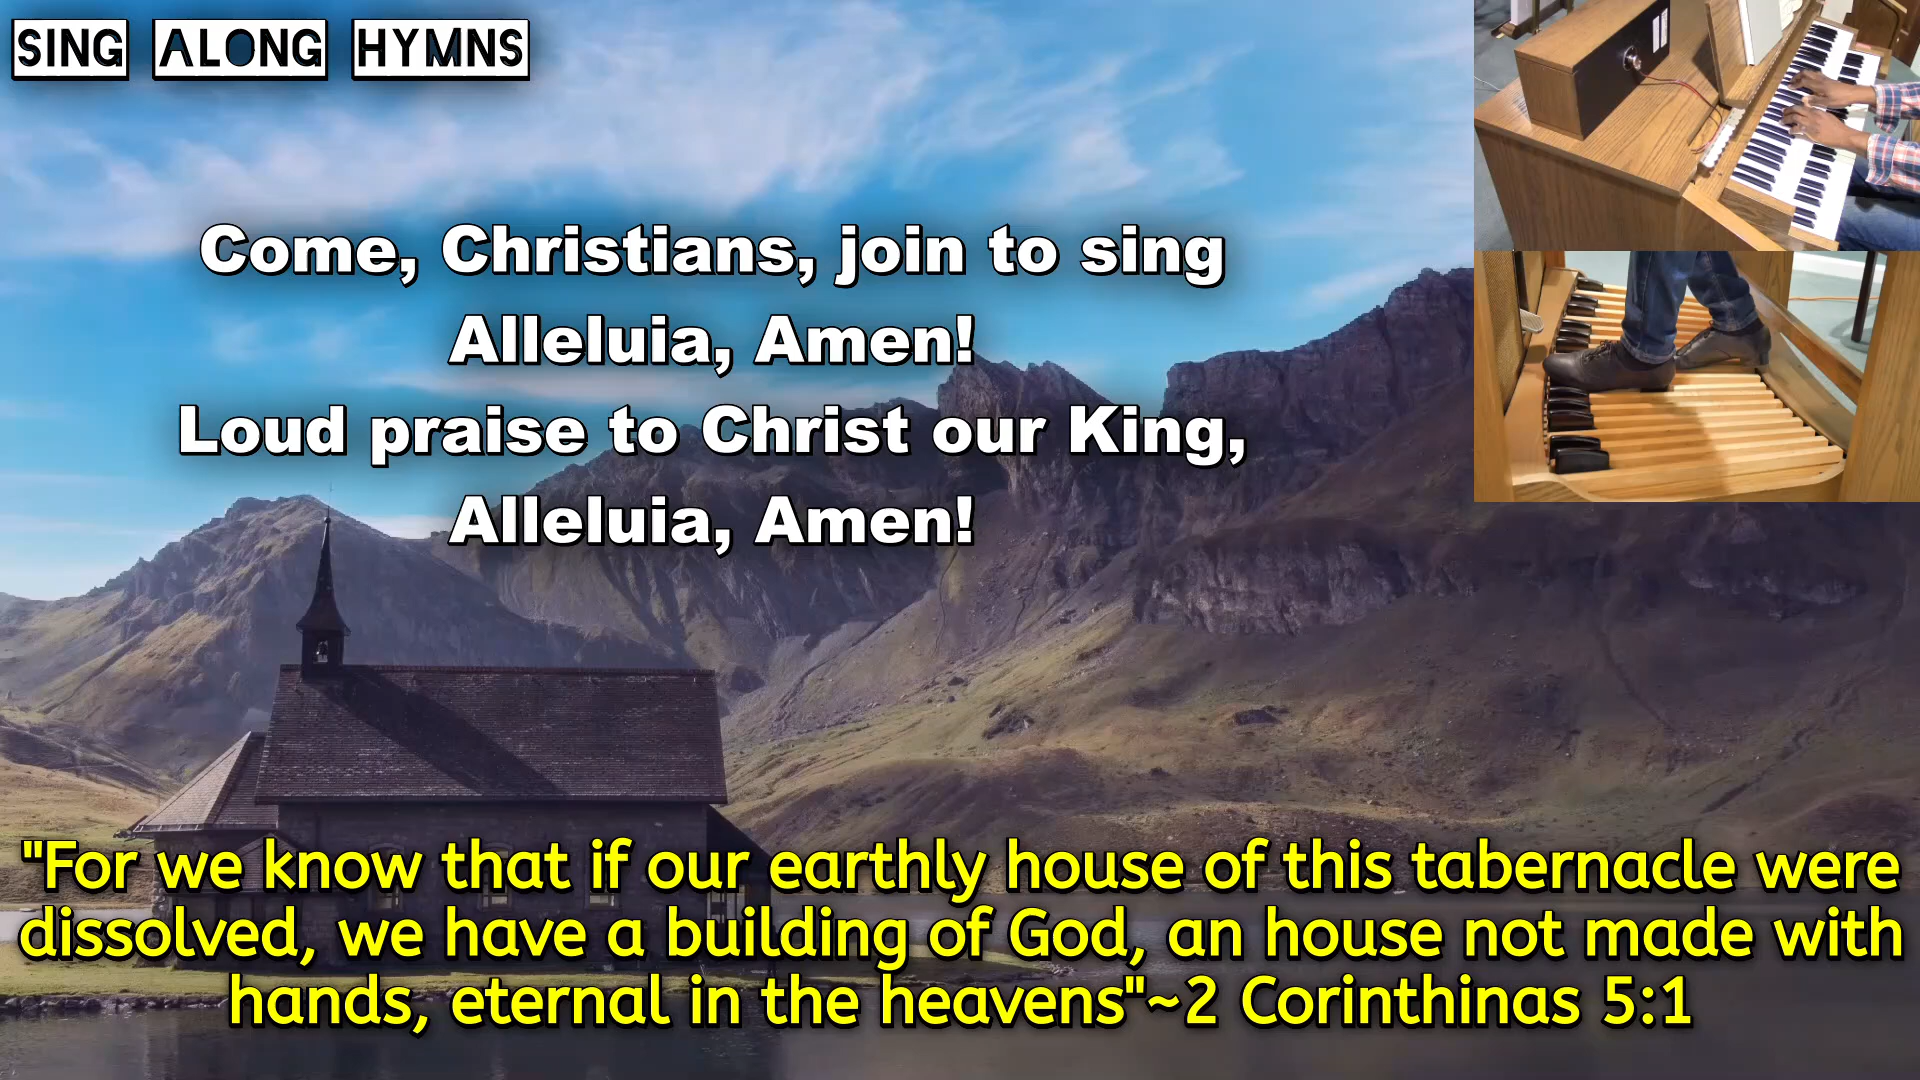 SING ALONG HYMNS
Come, Christians, join to sing
Alleluia, Amen!
Loud praise to Christ our King,
Alleluia, Amen!
"For we know that if our earthly house of this tabernacle were
dissolved, we have a building of God, an house not made with
hands, eternal in the heavens"~2 Corinthinas 5:1